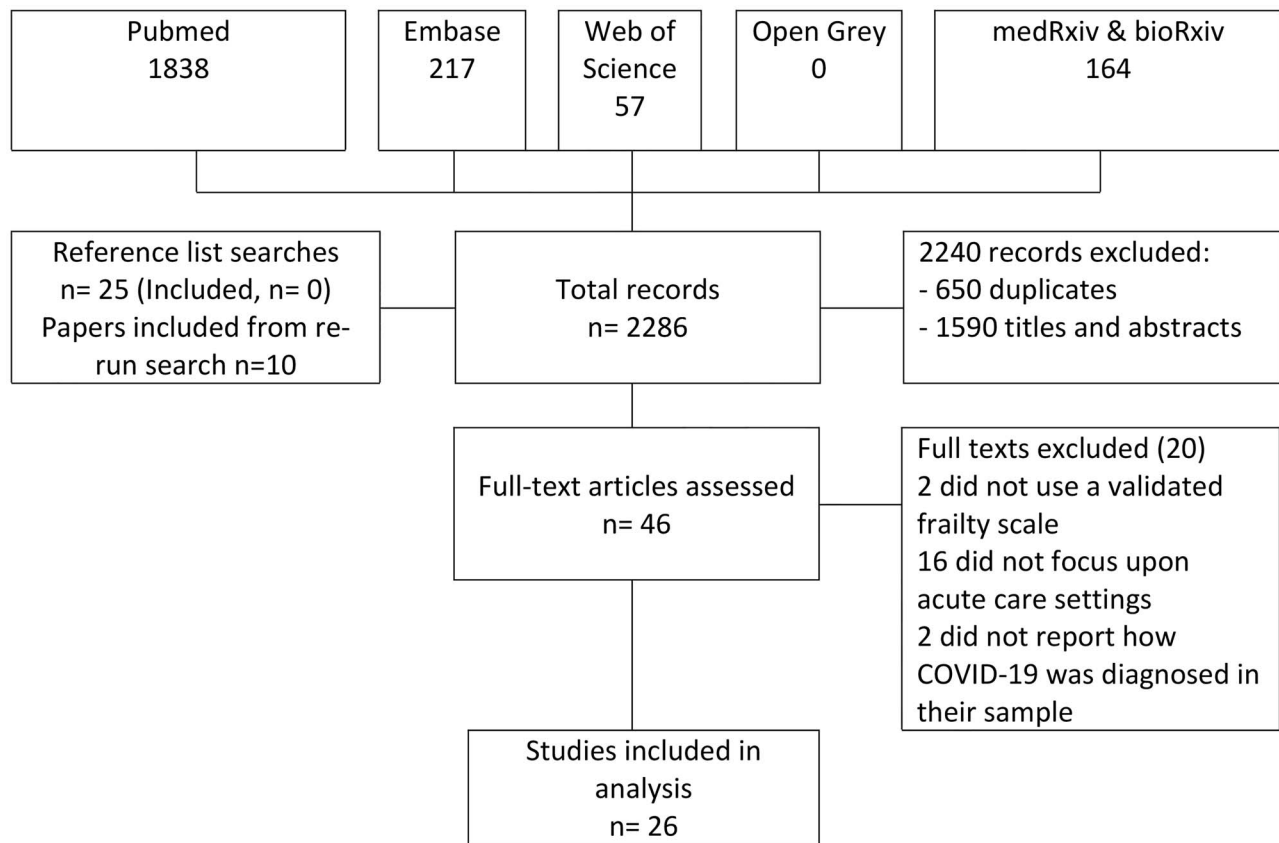 Pubmed
1838
Embase
217
Web of
Science
57
Open Grey
0
medRxiv & bioRxiv
164
Reference list searches
n= 25 (Included, n= 0)
Papers included from re-
run search n=10
Total records
n= 2286
2240 records excluded:
- 650 duplicates
- 1590 titles and abstracts
Full-text articles assessed
n= 46
Full texts excluded (20)
2 did not use a validated
frailty scale
16 did not focus upon
acute care settings
2 did not report how
COVID-19 was diagnosed in
their sample
Studies included in
analysis
n= 26